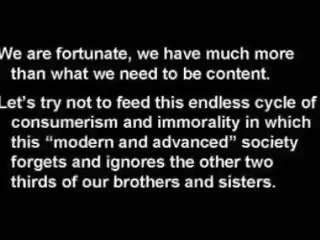 We are fortunate, we have much more
than what we need to be content.
Let's try not to feed this endless cycle of
consumerism and immorality in which
this “modern and advanced” society
forgets and ignores the other two
thirds of our brothers and sisters.